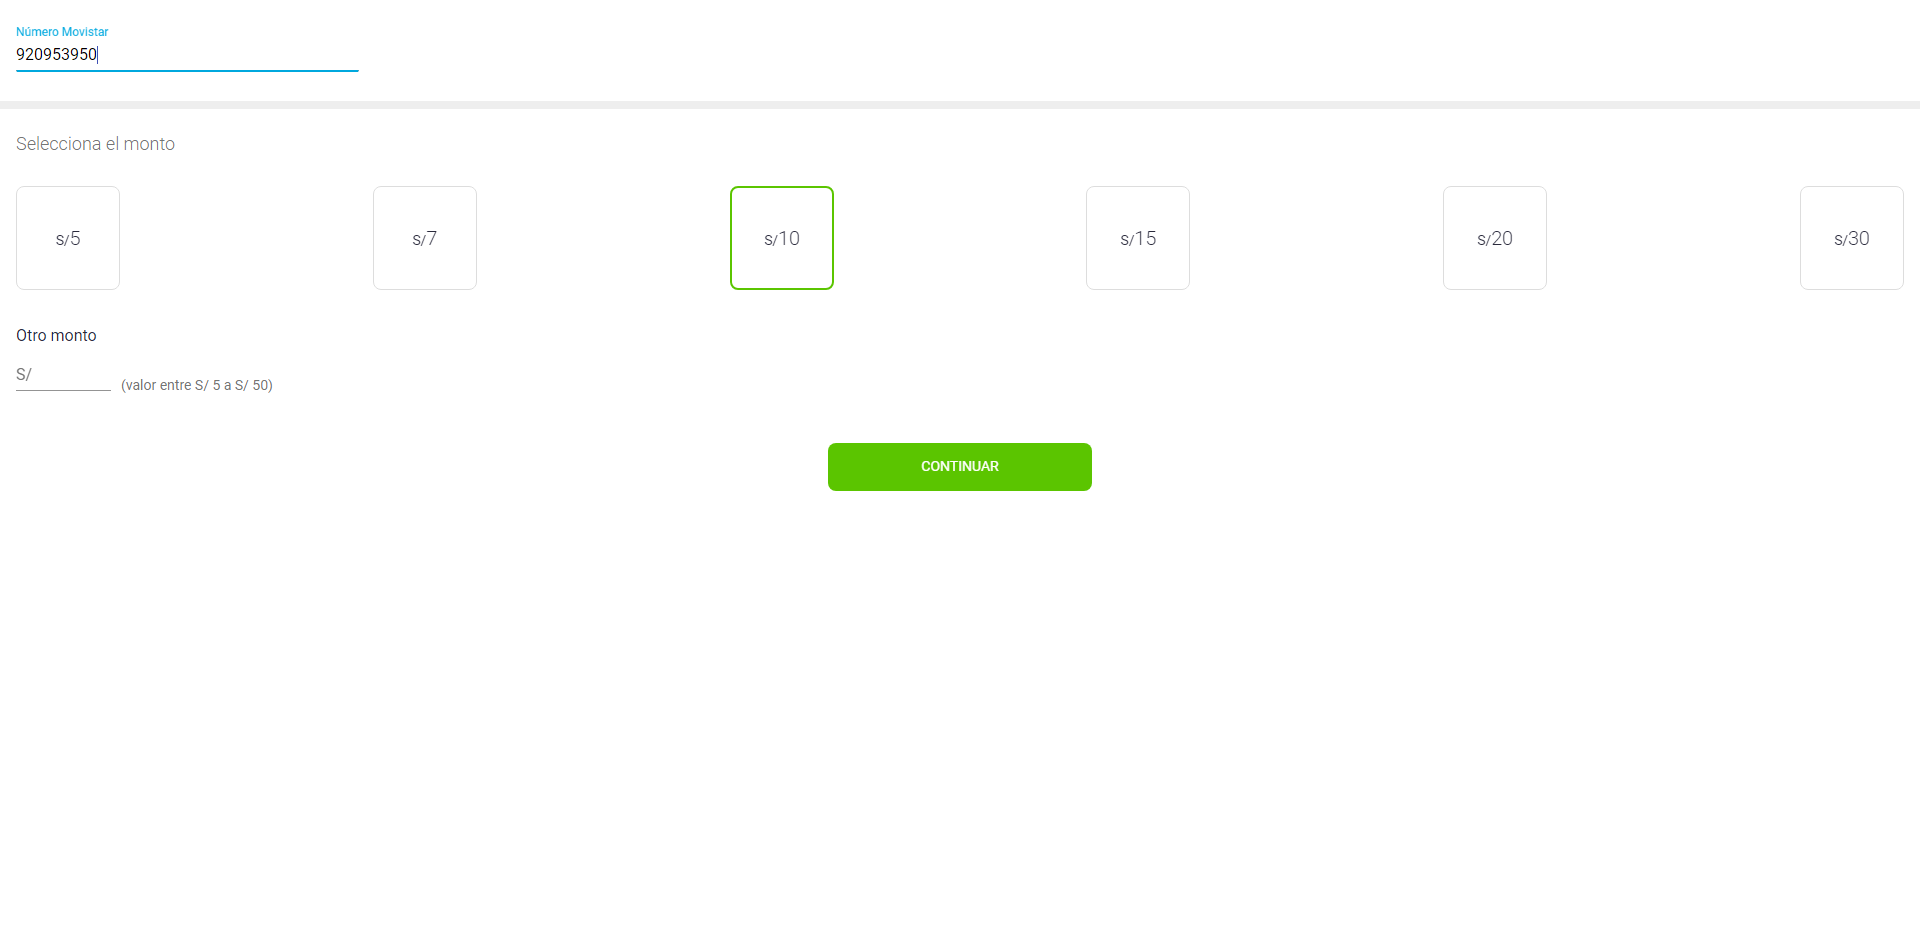 Número Movistar
920953950
Selecciona el monto
s/5 s/7 s/10 s/15 s/20 s/30
Otro monto
S/ (valor entre S/ 5 a S/ 50)
CONTINUAR